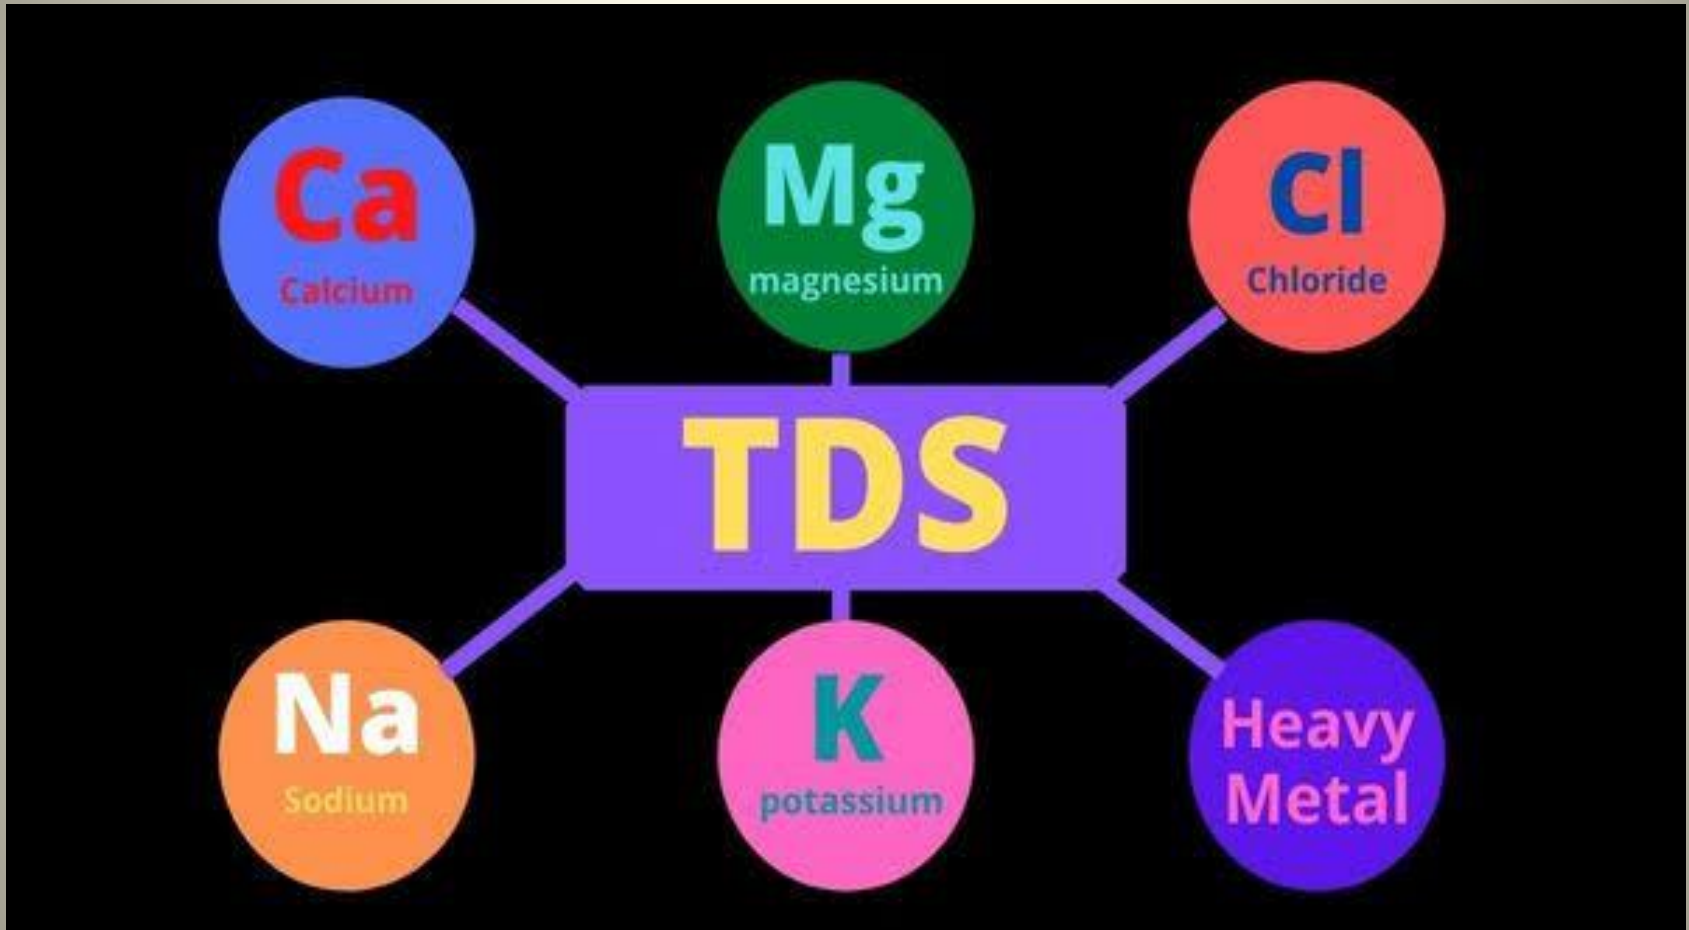 Ca
Calcium
Mg
magnesium
Cl
Chloride
TDS
Na
Sodium
K
potassium
Heavy
Metal